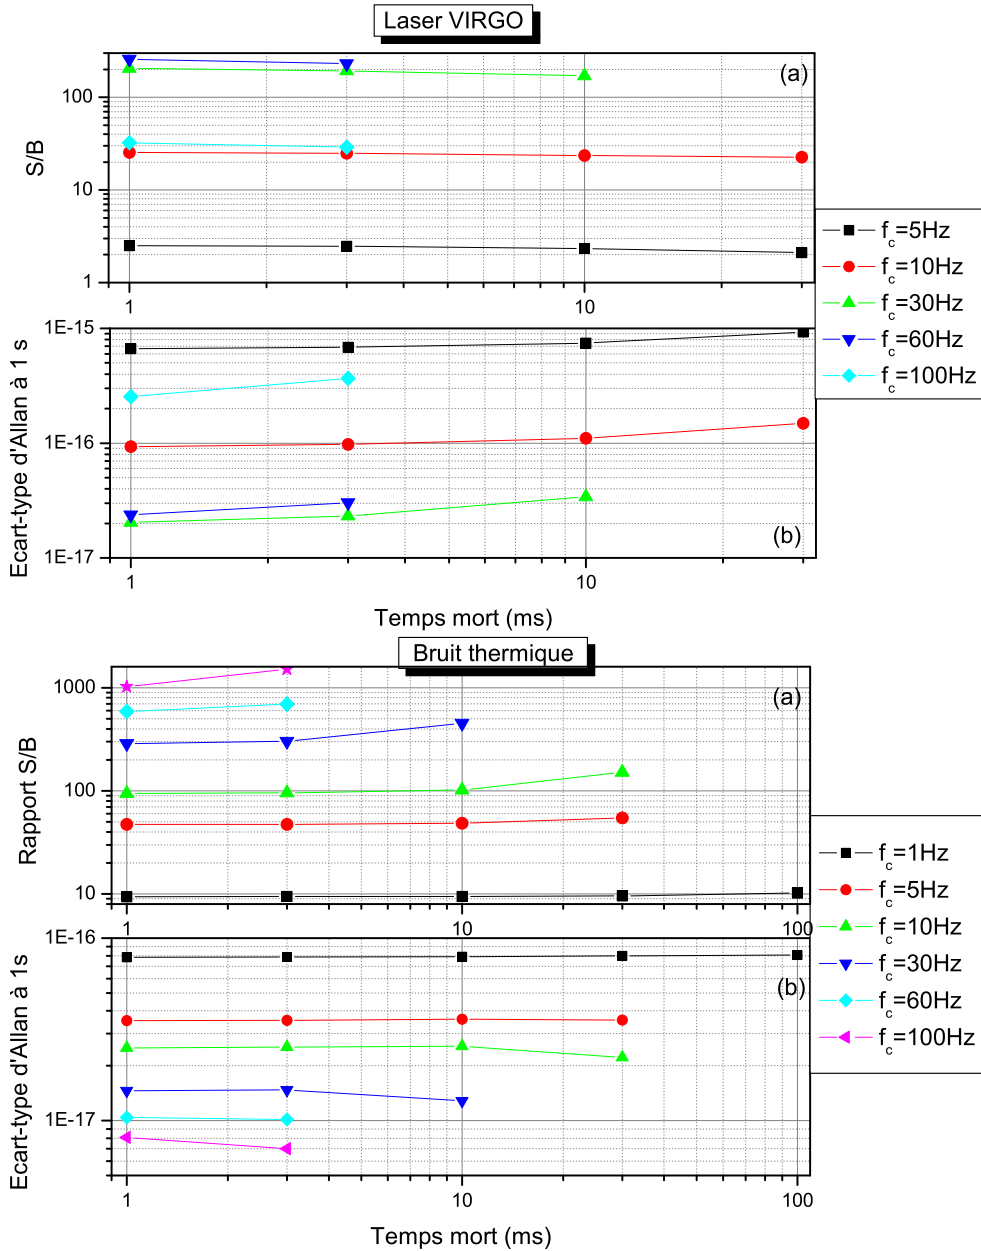 Laser VIRGO
(a)
100
10
1
S/B
1
10
f_c=5Hz
f_c=10Hz
f_c=30Hz
f_c=60Hz
f_c=100Hz
1E-15
1E-16
1E-17
Ecart-type d'Allan à 1 s
(b)
1
10
Temps mort (ms)
Bruit thermique
(a)
1000
100
10
Rapport S/B
1
10
100
f_c=1Hz
f_c=5Hz
f_c=10Hz
f_c=30Hz
f_c=60Hz
f_c=100Hz
1E-16
1E-17
Ecart-type d'Allan à 1s
(b)
1
10
100
Temps mort (ms)